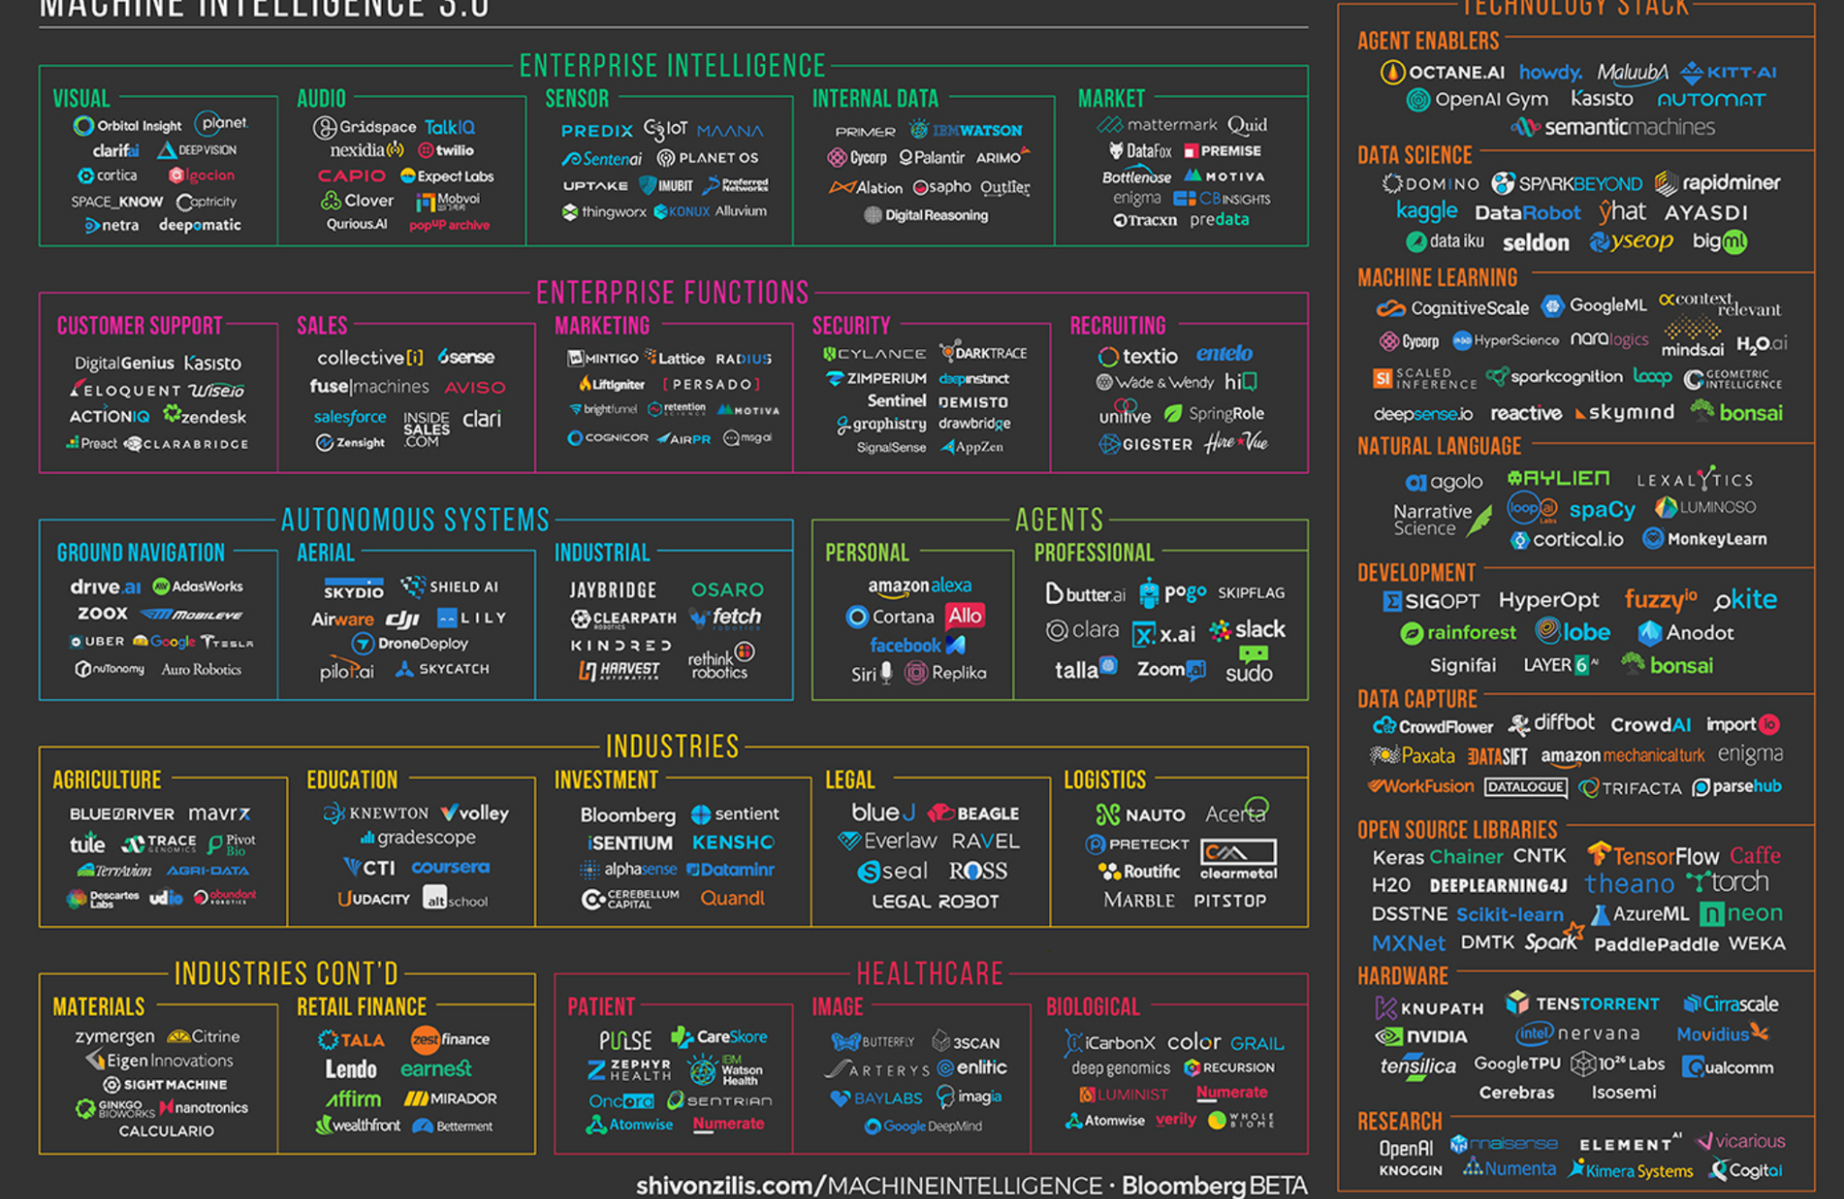 MACHINE INTELLIGENCE 3.0
ENTERPRISE INTELLIGENCE
VISUAL
Orbital Insight planet.
clarifai DEEP VISION
cortica algocian
SPACE_KNOW Captricity
netra deepomatic
AUDIO
Gridspace TalkIQ
nexidia twilio
CAPIO Expect Labs
Clover Mobvoi
Qurious.AI popUP archive
SENSOR
PREDIX C3 IoT MAANA
Sentenai PLANET OS
UPTAKE IMUBIT Preferred Networks
thingworx KONUX Alluvium
INTERNAL DATA
PRIMER IBM WATSON
Cycorp Palantir ARIMO
Alation Osapho Outlier
Digital Reasoning
MARKET
mattermark Quid
DataFox PREMISE
Bottlenose MOTIVA
enigma CB INSIGHTS
Tracxn predata
ENTERPRISE FUNCTIONS
CUSTOMER SUPPORT
DigitalGenius Kasisto
ELOQUENT Wiseio
ACTIONIQ zendesk
Preact CLARABRIDGE
SALES
collective[i] 6sense
fuse|machines AVISO
salesforce INSIDE SALES .COM clari
Zensight
MARKETING
MINTIGO Lattice RADIUS
Liftigniter [PERSADO]
brightfunnel retention SCIENCE MOTIVA
COGNICOR AIRPR msg.ai
SECURITY
CYLANCE DARKTRACE
ZIMPERIUM deepinstinct
Sentinel DEMISTO
graphistry drawbridge
SignalSense AppZen
RECRUITING
textio entelo
Wade & Wendy hiQ
unitive SpringRole
GIGSTER HireVue
AUTONOMOUS SYSTEMS
GROUND NAVIGATION
drive.ai AdasWorks
ZOOX MOBILEYE
UBER Google TESLA
nuTonomy Auro Robotics
AERIAL
SKYDIO SHIELD AI
Airware dji LILY
DroneDeploy
pilot.ai SKYCATCH
INDUSTRIAL
JAYBRIDGE OSARO
CLEARPATH ROBOTICS fetch ROBOTICS
KINDRED
HARVEST AUTOMATION rethink robotics
AGENTS
PERSONAL
amazon alexa
Cortana Allo
facebook
Siri Replika
PROFESSIONAL
butter.ai pogo SKIPFLAG
clara x.ai slack
talla Zoom.ai sudo
INDUSTRIES
AGRICULTURE
BLUE RIVER mavrx
tule TRACE GENOMICS Pivot Bio
TerrAvion AGRI-DATA
Descartes Labs udio abundant ROBOTICS
EDUCATION
KNEWTON volley
gradescope
CTI coursera
UDACITY alt school
INVESTMENT
Bloomberg sentient
iSENTIUM KENSHO
alphasense Dataminr
CEREBELLUM CAPITAL Quandl
LEGAL
blue J BEAGLE
Everlaw RAVEL
seal ROSS
LEGAL ROBOT
LOGISTICS
NAUTO Acerta
PRETECKT
Routific clearmetal
MARBLE PITSTOP
INDUSTRIES CONT'D
MATERIALS
zymergen Citrine
Eigen Innovations
SIGHT MACHINE
GINKGO BIOWORKS nanotronics
CALCULARIO
RETAIL FINANCE
TALA zest finance
Lendo earnest
affirm MIRADOR
wealthfront Betterment
HEALTHCARE
PATIENT
PULSE CareSkore
ZEPHYR HEALTH IBM Watson Health
Oncora SENTRIAN
Atomwise Numerate
IMAGE
BUTTERFLY 3SCAN
ARTERYS enlitic
BAYLABS imagia
Google DeepMind
BIOLOGICAL
iCarbonX color GRAIL
deep genomics RECURSION
LUMINIST Numerate
Atomwise verily WHOLE BIOME
shivonzilis.com/MACHINEINTELLIGENCE · Bloomberg BETA
TECHNOLOGY STACK
AGENT ENABLERS
OCTANE.AI howdy. MaluubA KITT·AI
OpenAI Gym Kasisto AUTOMAT
semanticmachines
DATA SCIENCE
DOMINO SPARKBEYOND rapidminer
kaggle DataRobot ŷhat AYASDI
data iku seldon yseop bigml
MACHINE LEARNING
CognitiveScale GoogleML context relevant
Cycorp HyperScience naralogics minds.ai H2O.ai
SCALED INFERENCE sparkcognition loop GEOMETRIC INTELLIGENCE
deepsense.io reactive skymind bonsai
NATURAL LANGUAGE
agolo AYLIEN LEXALYTICS
Narrative Science loop ai Labs spaCy LUMINOSO
cortical.io MonkeyLearn
DEVELOPMENT
SIGOPT HyperOpt fuzzy io kite
rainforest lobe Anodot
Signifai LAYER 6 AI bonsai
DATA CAPTURE
CrowdFlower diffbot CrowdAI import io
Paxata DATASIFT amazon mechanical turk enigma
WorkFusion DATALOGUE TRIFACTA parsehub
OPEN SOURCE LIBRARIES
Keras Chainer CNTK TensorFlow Caffe
H2O DEEPLEARNING4J theano torch
DSSTNE Scikit-learn AzureML neon
MXNet DMTK Spark PaddlePaddle WEKA
HARDWARE
KNUPATH TENSTORRENT Cirrascale
NVIDIA intel nervana Movidius
tensilica GoogleTPU 10²⁶ Labs Qualcomm
Cerebras Isosemi
RESEARCH
OpenAI nnaisense ELEMENT AI vicarious
KNOGGIN Numenta Kimera Systems Cogitai